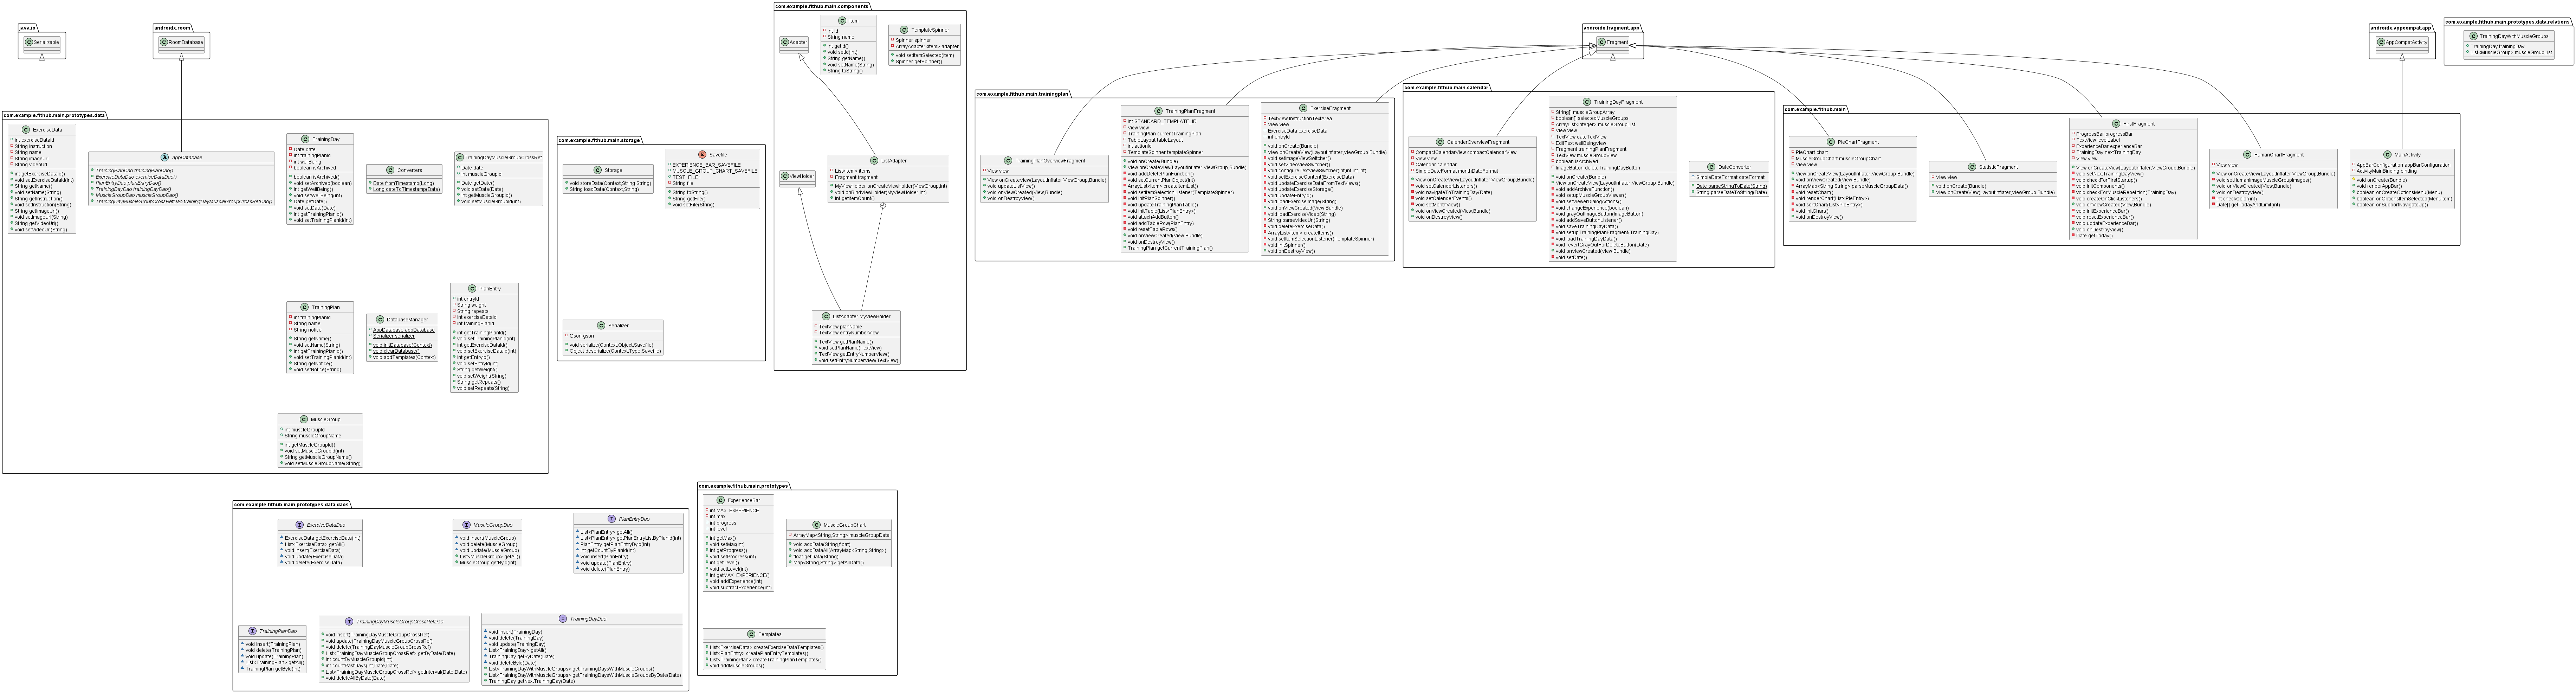 java.io
Serializable
androidx.room
RoomDatabase
com.example.fithub.main.prototypes.data
ExerciseData
int exerciseDataId
String instruction
String name
String imageUrl
String videoUrl
int getExerciseDataId()
void setExerciseDataId(int)
String getName()
void setName(String)
String getInstruction()
void setInstruction(String)
String getImageUrl()
void setImageUrl(String)
String getVideoUrl()
void setVideoUrl(String)
AppDatabase
TrainingPlanDao trainingPlanDao()
ExerciseDataDao exerciseDataDao()
PlanEntryDao planEntryDao()
TrainingDayDao trainingDayDao()
MuscleGroupDao muscleGroupDao()
TrainingDayMuscleGroupCrossRefDao trainingDayMuscleGroupCrossRefDao()
TrainingDay
Date date
int trainingPlanId
int wellBeing
boolean isArchived
boolean isArchived()
void setArchived(boolean)
int getWellBeing()
void setWellBeing(int)
Date getDate()
void setDate(Date)
int getTrainingPlanId()
void setTrainingPlanId(int)
Converters
Date fromTimestamp(Long)
Long dateToTimestamp(Date)
TrainingDayMuscleGroupCrossRef
Date date
int muscleGroupId
Date getDate()
void setDate(Date)
int getMuscleGroupId()
void setMuscleGroupId(int)
TrainingPlan
int trainingPlanId
String name
String notice
String getName()
void setName(String)
int getTrainingPlanId()
void setTrainingPlanId(int)
String getNotice()
void setNotice(String)
DatabaseManager
AppDatabase appDatabase
Serializer serializer
void initDatabase(Context)
void clearDatabase()
void addTemplates(Context)
PlanEntry
int entryId
String weight
String repeats
int exerciseDataId
int trainingPlanId
int getTrainingPlanId()
void setTrainingPlanId(int)
int getExerciseDataId()
void setExerciseDataId(int)
int getEntryId()
void setEntryId(int)
String getWeight()
void setWeight(String)
String getRepeats()
void setRepeats(String)
MuscleGroup
int muscleGroupId
String muscleGroupName
int getMuscleGroupId()
void setMuscleGroupId(int)
String getMuscleGroupName()
void setMuscleGroupName(String)
com.example.fithub.main.storage
Storage
void storeData(Context,String,String)
String loadData(Context,String)
Savefile
EXPERIENCE_BAR_SAVEFILE
MUSCLE_GROUP_CHART_SAVEFILE
TEST_FILE1
String file
String toString()
String getFile()
void setFile(String)
Serializer
Gson gson
void serialize(Context,Object,Savefile)
Object deserialize(Context,Type,Savefile)
com.example.fithub.main.components
Adapter
Item
int id
String name
int getId()
void setId(int)
String getName()
void setName(String)
String toString()
TemplateSpinner
Spinner spinner
ArrayAdapter<Item> adapter
void setItemSelected(Item)
Spinner getSpinner()
ViewHolder
ListAdapter
List<Item> items
Fragment fragment
MyViewHolder onCreateViewHolder(ViewGroup,int)
void onBindViewHolder(MyViewHolder,int)
int getItemCount()
ListAdapter.MyViewHolder
TextView planName
TextView entryNumberView
TextView getPlanName()
void setPlanName(TextView)
TextView getEntryNumberView()
void setEntryNumberView(TextView)
com.example.fithub.main.trainingplan
TrainingPlanOverviewFragment
View view
View onCreateView(LayoutInflater,ViewGroup,Bundle)
void updateListView()
void onViewCreated(View,Bundle)
void onDestroyView()
TrainingPlanFragment
int STANDARD_TEMPLATE_ID
View view
TrainingPlan currentTrainingPlan
TableLayout tableLayout
int actionId
TemplateSpinner templateSpinner
void onCreate(Bundle)
View onCreateView(LayoutInflater,ViewGroup,Bundle)
void addDeletePlanFunction()
void setCurrentPlanObject(int)
ArrayList<Item> createItemList()
void setItemSelectionListener(TemplateSpinner)
void initPlanSpinner()
void updateTrainingPlanTable()
void initTable(List<PlanEntry>)
void attachAddButton()
void addTableRow(PlanEntry)
void resetTableRows()
void onViewCreated(View,Bundle)
void onDestroyView()
TrainingPlan getCurrentTrainingPlan()
ExerciseFragment
TextView InstructionTextArea
View view
ExerciseData exerciseData
int entryId
void onCreate(Bundle)
View onCreateView(LayoutInflater,ViewGroup,Bundle)
void setImageViewSwitcher()
void setVideoViewSwitcher()
void configureTextViewSwitcher(int,int,int,int)
void setExerciseContent(ExerciseData)
void updateExerciseDataFromTextViews()
void updateExerciseStorage()
void updateEntryId()
void loadExerciseImage(String)
void onViewCreated(View,Bundle)
void loadExerciseVideo(String)
String parseVideoUrl(String)
void deleteExerciseData()
ArrayList<Item> createItems()
void setItemSelectionListener(TemplateSpinner)
void initSpinner()
void onDestroyView()
androidx.fragment.app
Fragment
com.example.fithub.main.calendar
CalenderOverviewFragment
CompactCalendarView compactCalendarView
View view
Calendar calendar
SimpleDateFormat monthDateFormat
View onCreateView(LayoutInflater,ViewGroup,Bundle)
void setCalenderListeners()
void navigateToTrainingDay(Date)
void setCalendarEvents()
void setMonthView()
void onViewCreated(View,Bundle)
void onDestroyView()
TrainingDayFragment
String[] muscleGroupArray
boolean[] selectedMuscleGroups
ArrayList<Integer> muscleGroupList
View view
TextView dateTextView
EditText wellBeingView
Fragment trainingPlanFragment
TextView muscleGroupView
boolean isArchived
ImageButton deleteTrainingDayButton
void onCreate(Bundle)
View onCreateView(LayoutInflater,ViewGroup,Bundle)
void addArchiveFunction()
void setupMuscleGroupViewer()
void setViewerDialogActions()
void changeExperience(boolean)
void grayOutImageButton(ImageButton)
void addSaveButtonListener()
void saveTrainingDayData()
void setupTrainingPlanFragment(TrainingDay)
void loadTrainingDayData()
void revertGrayOutForDeleteButton(Date)
void onViewCreated(View,Bundle)
void setDate()
DateConverter
SimpleDateFormat dateFormat
Date parseStringToDate(String)
String parseDateToString(Date)
com.example.fithub.main
PieChartFragment
PieChart chart
MuscleGroupChart muscleGroupChart
View view
View onCreateView(LayoutInflater,ViewGroup,Bundle)
void onViewCreated(View,Bundle)
ArrayMap<String,String> parseMuscleGroupData()
void resetChart()
void renderChart(List<PieEntry>)
void sortChart(List<PieEntry>)
void initChart()
void onDestroyView()
StatisticFragment
View view
void onCreate(Bundle)
View onCreateView(LayoutInflater,ViewGroup,Bundle)
FirstFragment
ProgressBar progressBar
TextView levelLabel
ExperienceBar experienceBar
TrainingDay nextTrainingDay
View view
View onCreateView(LayoutInflater,ViewGroup,Bundle)
void setNextTrainingDayView()
void checkForFirstStartup()
void initComponents()
void checkForMuscleRepetition(TrainingDay)
void createOnClickListeners()
void onViewCreated(View,Bundle)
void initExperienceBar()
void resetExperienceBar()
void updateExperienceBar()
void onDestroyView()
Date getToday()
HumanChartFragment
View view
View onCreateView(LayoutInflater,ViewGroup,Bundle)
void setHumanImageMuscleGroupImages()
void onViewCreated(View,Bundle)
void onDestroyView()
int checkColor(int)
Date[] getTodayAndLimit(int)
androidx.appcompat.app
AppCompatActivity
MainActivity
AppBarConfiguration appBarConfiguration
ActivityMainBinding binding
void onCreate(Bundle)
void renderAppBar()
boolean onCreateOptionsMenu(Menu)
boolean onOptionsItemSelected(MenuItem)
boolean onSupportNavigateUp()
com.example.fithub.main.prototypes.data.relations
TrainingDayWithMuscleGroups
TrainingDay trainingDay
List<MuscleGroup> muscleGroupList
com.example.fithub.main.prototypes.data.daos
ExerciseDataDao
ExerciseData getExerciseData(int)
List<ExerciseData> getAll()
void insert(ExerciseData)
void update(ExerciseData)
void delete(ExerciseData)
MuscleGroupDao
void insert(MuscleGroup)
void delete(MuscleGroup)
void update(MuscleGroup)
List<MuscleGroup> getAll()
MuscleGroup getById(int)
PlanEntryDao
List<PlanEntry> getAll()
List<PlanEntry> getPlanEntryListByPlanId(int)
PlanEntry getPlanEntryById(int)
int getCountByPlanId(int)
void insert(PlanEntry)
void update(PlanEntry)
void delete(PlanEntry)
TrainingPlanDao
void insert(TrainingPlan)
void delete(TrainingPlan)
void update(TrainingPlan)
List<TrainingPlan> getAll()
TrainingPlan getById(int)
TrainingDayMuscleGroupCrossRefDao
void insert(TrainingDayMuscleGroupCrossRef)
void update(TrainingDayMuscleGroupCrossRef)
void delete(TrainingDayMuscleGroupCrossRef)
List<TrainingDayMuscleGroupCrossRef> getByDate(Date)
int countByMuscleGroupId(int)
int countPastDays(int,Date,Date)
List<TrainingDayMuscleGroupCrossRef> getInterval(Date,Date)
void deleteAllByDate(Date)
TrainingDayDao
void insert(TrainingDay)
void delete(TrainingDay)
void update(TrainingDay)
List<TrainingDay> getAll()
TrainingDay getByDate(Date)
void deleteById(Date)
List<TrainingDayWithMuscleGroups> getTrainingDaysWithMuscleGroups()
List<TrainingDayWithMuscleGroups> getTrainingDaysWithMuscleGroupsByDate(Date)
TrainingDay getNextTrainingDay(Date)
com.example.fithub.main.prototypes
ExperienceBar
int MAX_EXPERIENCE
int max
int progress
int level
int getMax()
void setMax(int)
int getProgress()
void setProgress(int)
int getLevel()
void setLevel(int)
int getMAX_EXPERIENCE()
void addExperience(int)
void subtractExperience(int)
MuscleGroupChart
ArrayMap<String,String> muscleGroupData
void addData(String,float)
void addDataAll(ArrayMap<String,String>)
float getData(String)
Map<String,String> getAllData()
Templates
List<ExerciseData> createExerciseDataTemplates()
List<PlanEntry> createPlanEntryTemplates()
List<TrainingPlan> createTrainingPlanTemplates()
void addMuscleGroups()